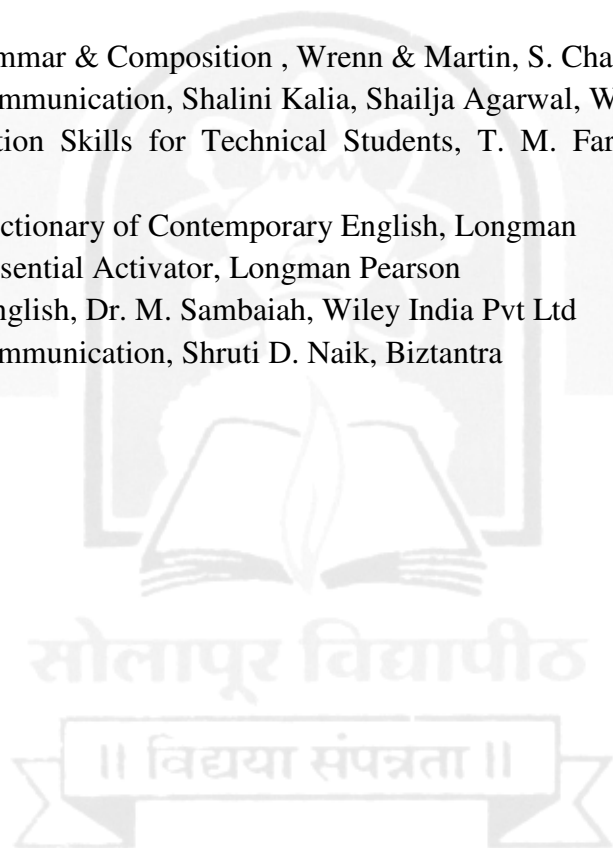 mmar & Composition , Wrenn & Martin, S. Cha
mmunication, Shalini Kalia, Shailja Agarwal, W
tion Skills for Technical Students, T. M. Far
ctionary of Contemporary English, Longman
sential Activator, Longman Pearson
nglish, Dr. M. Sambaiah, Wiley India Pvt Ltd
mmunication, Shruti D. Naik, Biztantra
सोलापूर विद्यापीठ
॥ विद्यया संपन्नता ॥